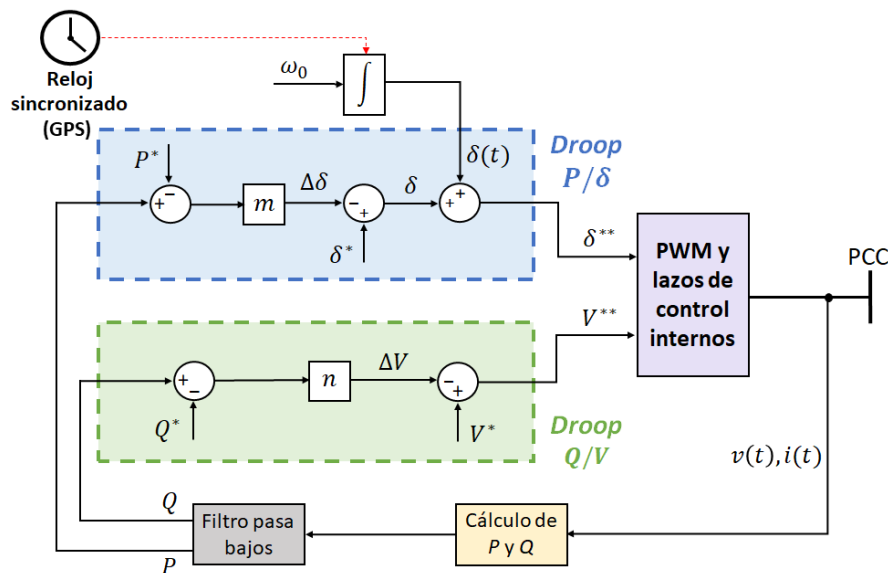 Reloj
sincronizado
(GPS)
ω₀
∫
δ(t)
Droop
P/δ
P*
+ −
m
Δδ
− +
δ
+ +
δ*
δ**
PWM y
lazos de
control
internos
PCC
V**
+ −
n
ΔV
− +
Q*
V*
Droop
Q/V
v(t), i(t)
Q
P
Filtro pasa
bajos
Cálculo de
P y Q